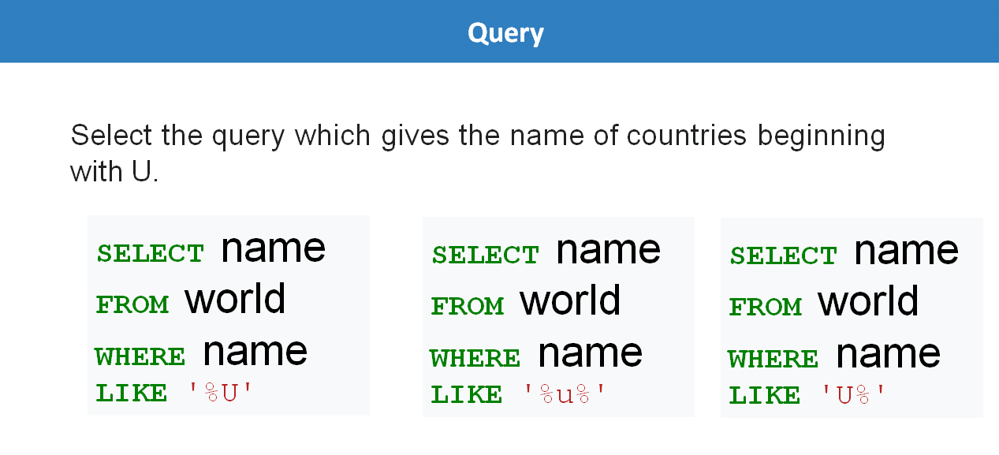 Query
Select the query which gives the name of countries beginning
with U.
SELECT name
FROM world
WHERE name
LIKE '%U'
SELECT name
FROM world
WHERE name
LIKE '%u%'
SELECT name
FROM world
WHERE name
LIKE 'U%'